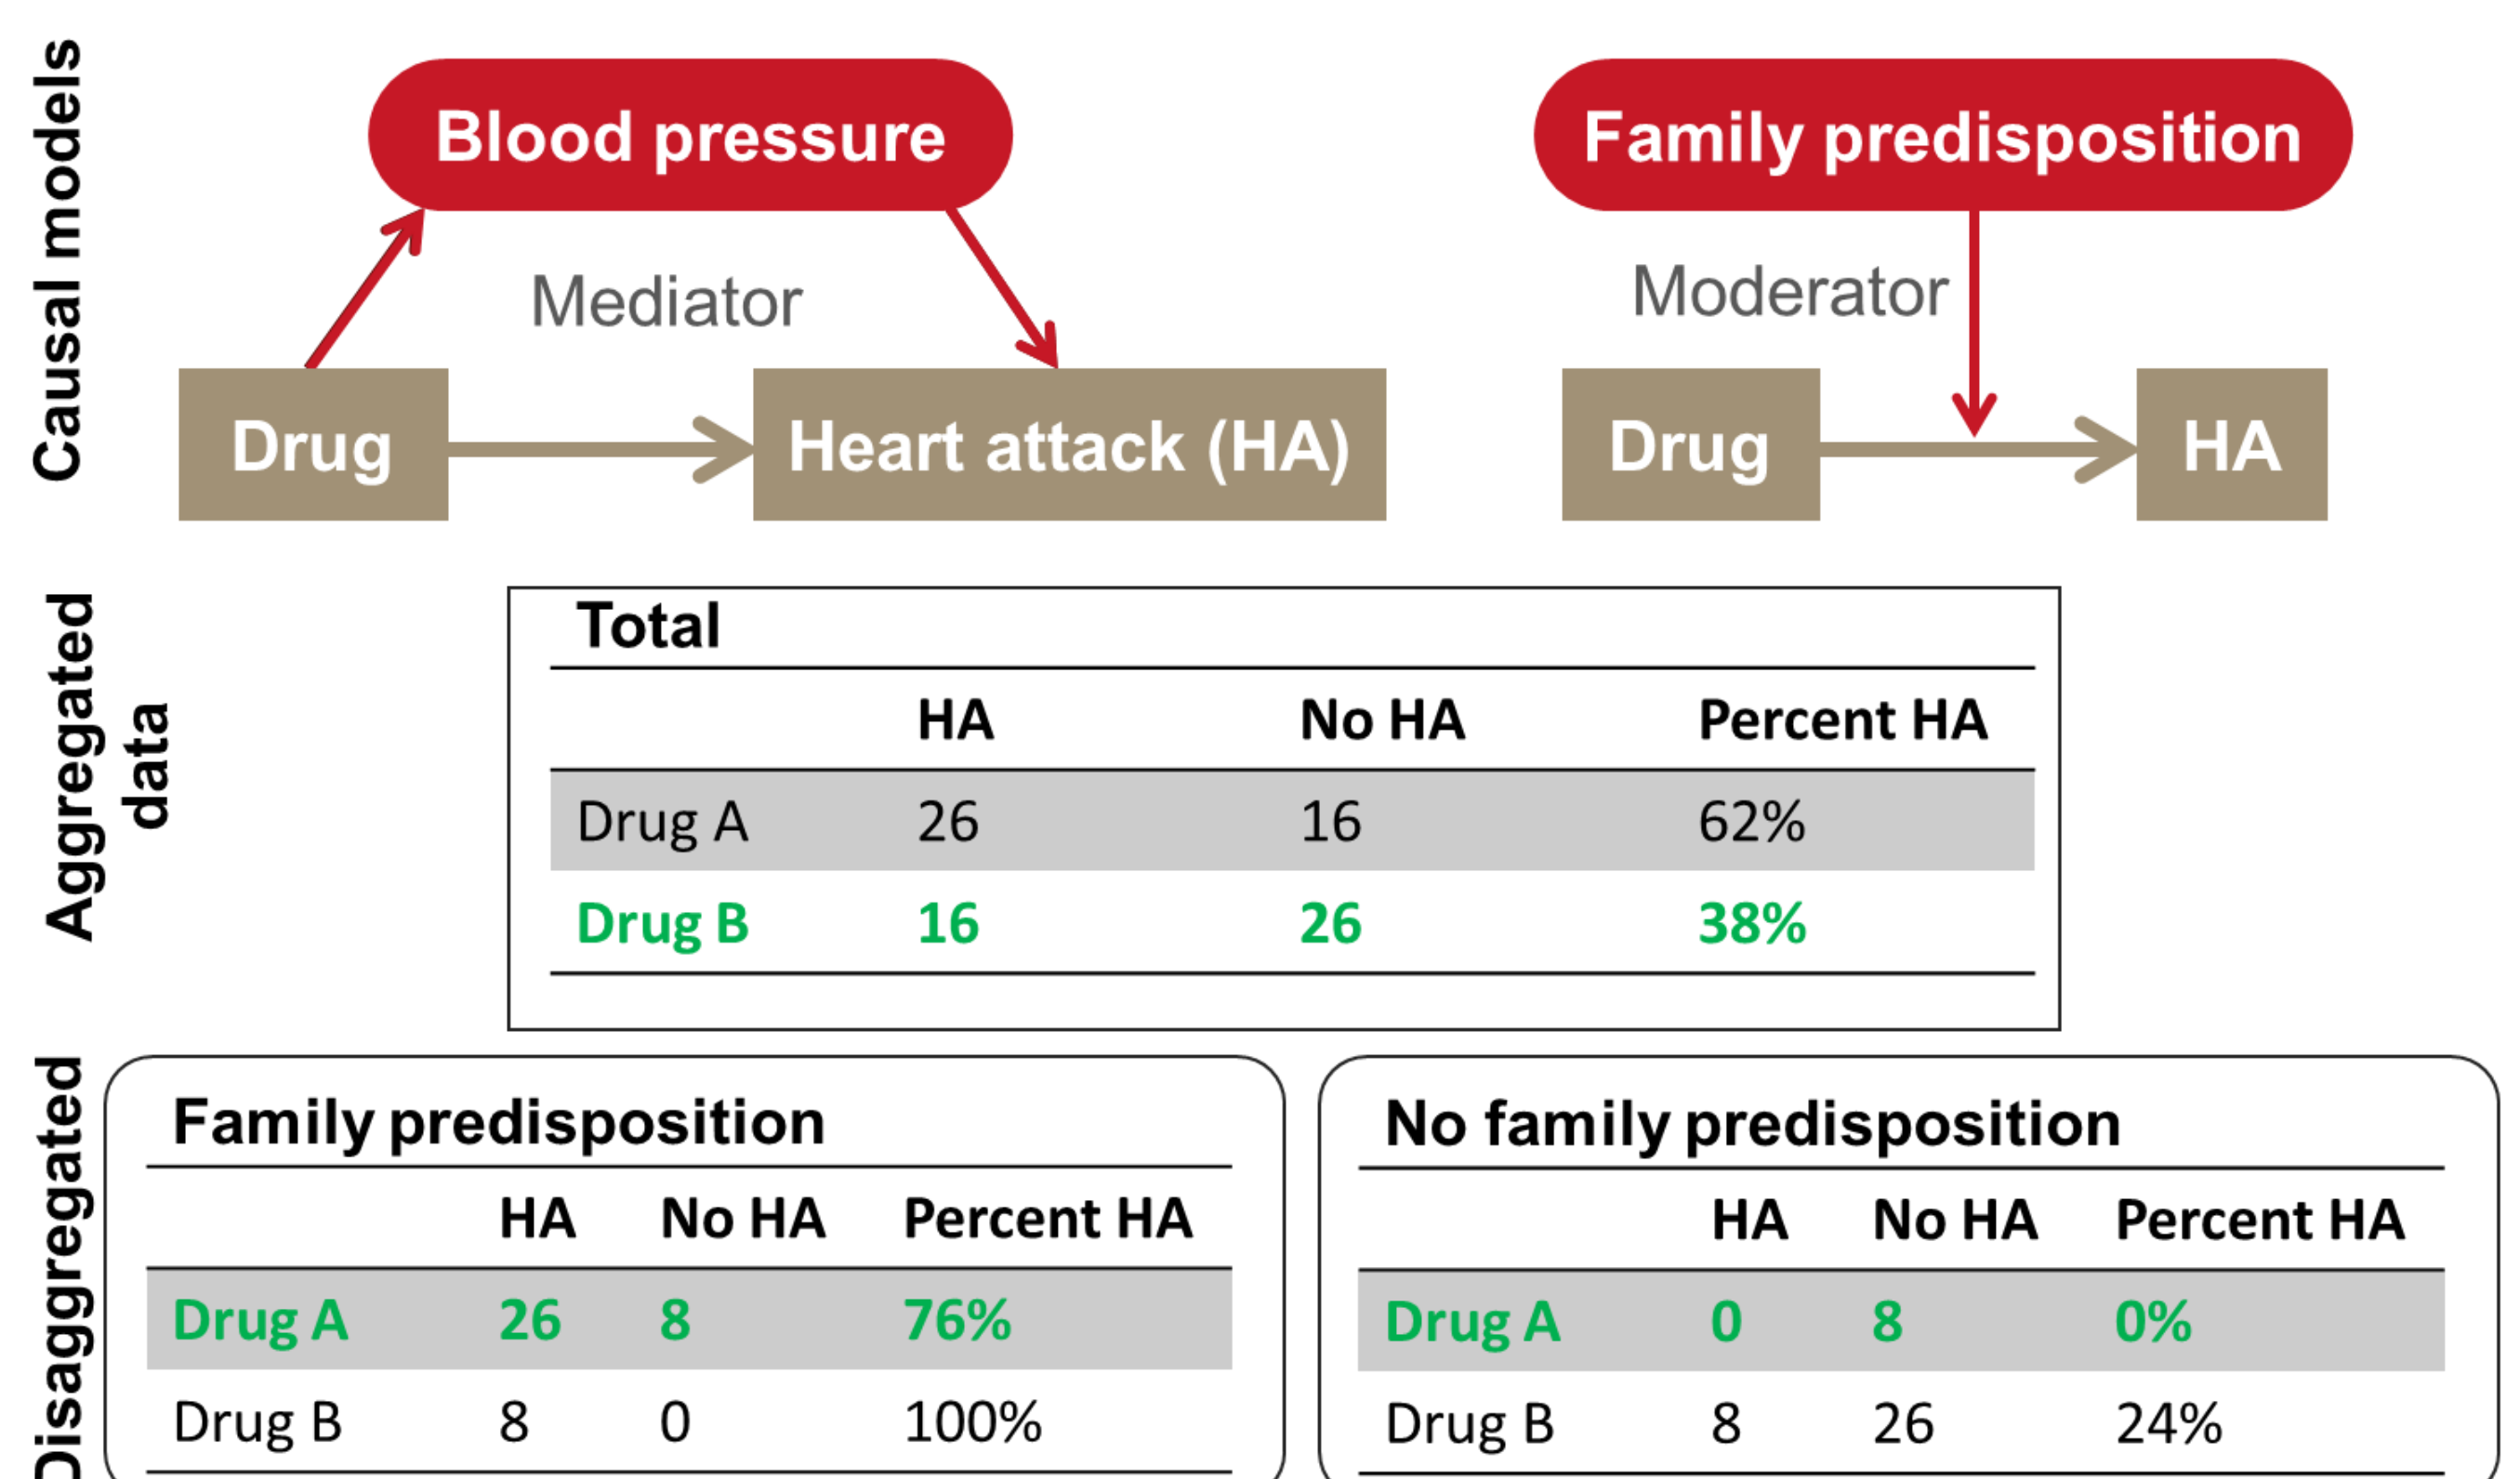 Causal models
Blood pressure
Family predisposition
Mediator
Moderator
Drug
Heart attack (HA)
Drug
HA
Aggregated
data
Total
HA No HA Percent HA
Drug A 26 16 62%
Drug B 16 26 38%
Disaggregated
Family predisposition
HA No HA Percent HA
Drug A 26 8 76%
Drug B 8 0 100%
No family predisposition
HA No HA Percent HA
Drug A 0 8 0%
Drug B 8 26 24%